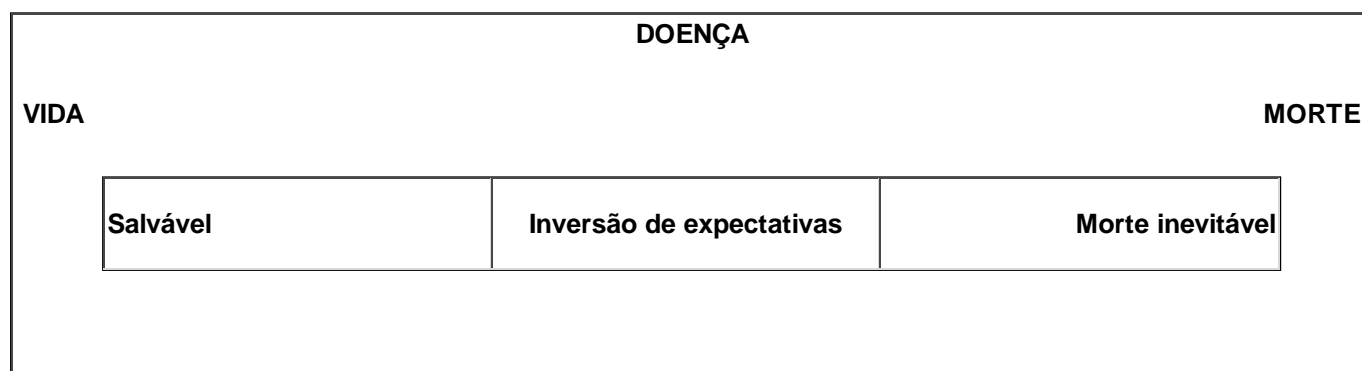 DOENÇA
VIDA MORTE
Salvável Inversão de expectativas Morte inevitável